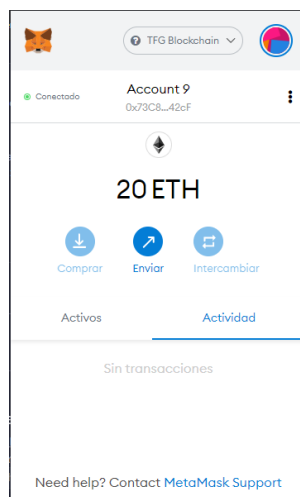 TFG Blockchain
Conectado
Account 9
0x73C8...42cF
20 ETH
Comprar
Enviar
Intercambiar
Activos
Actividad
Sin transacciones
Need help? Contact MetaMask Support